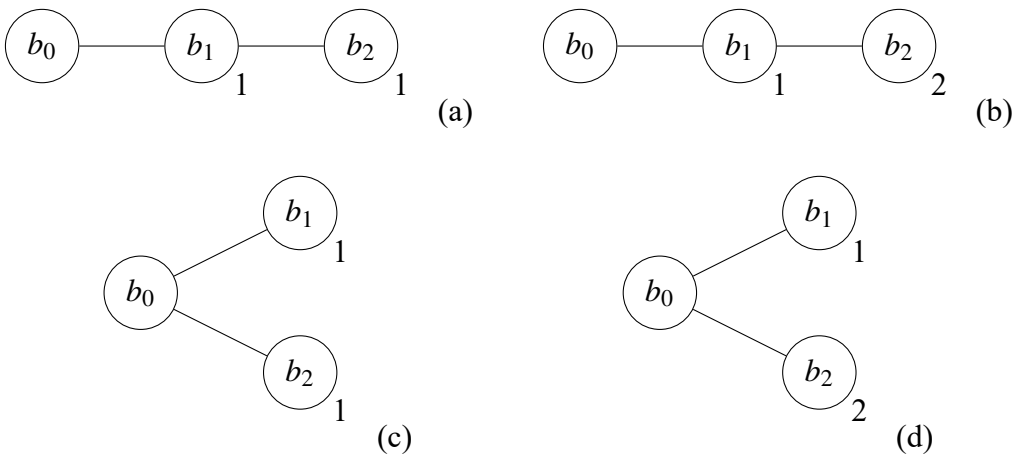 b₀ b₁ 1 b₂ 1 (a)
b₀ b₁ 1 b₂ 2 (b)
b₀ b₁ 1 b₂ 1 (c)
b₀ b₁ 1 b₂ 2 (d)